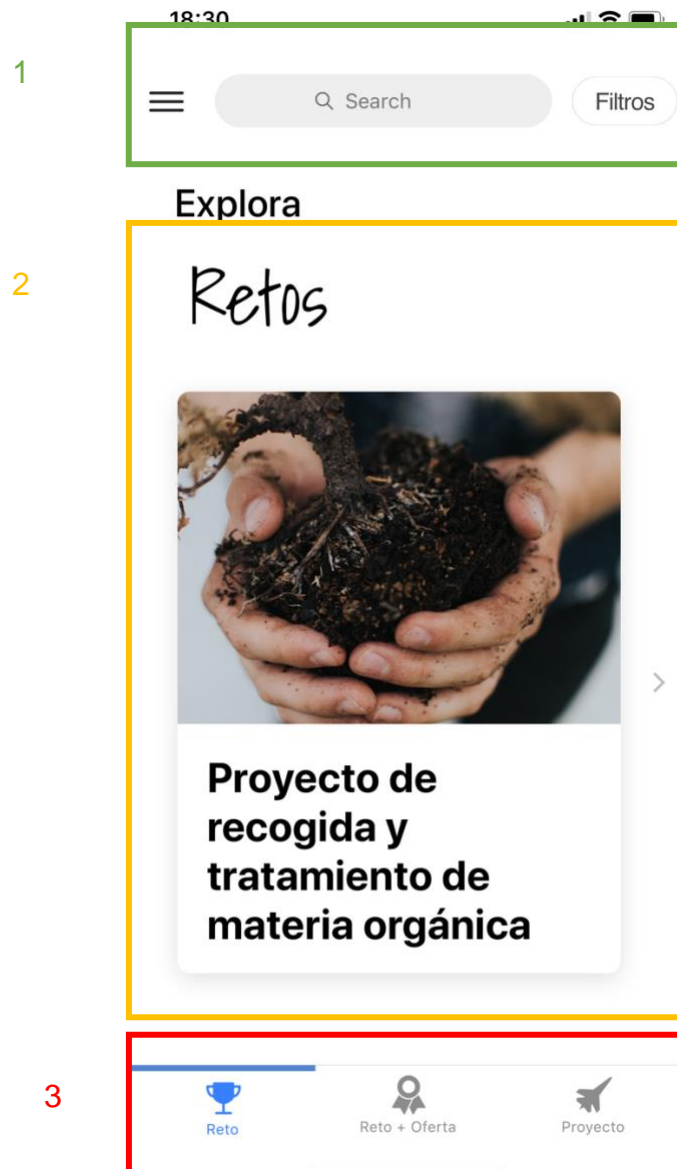 18:30
1
Search
Filtros
Explora
2
Retos
Proyecto de
recogida y
tratamiento de
materia orgánica
3
Reto
Reto + Oferta
Proyecto